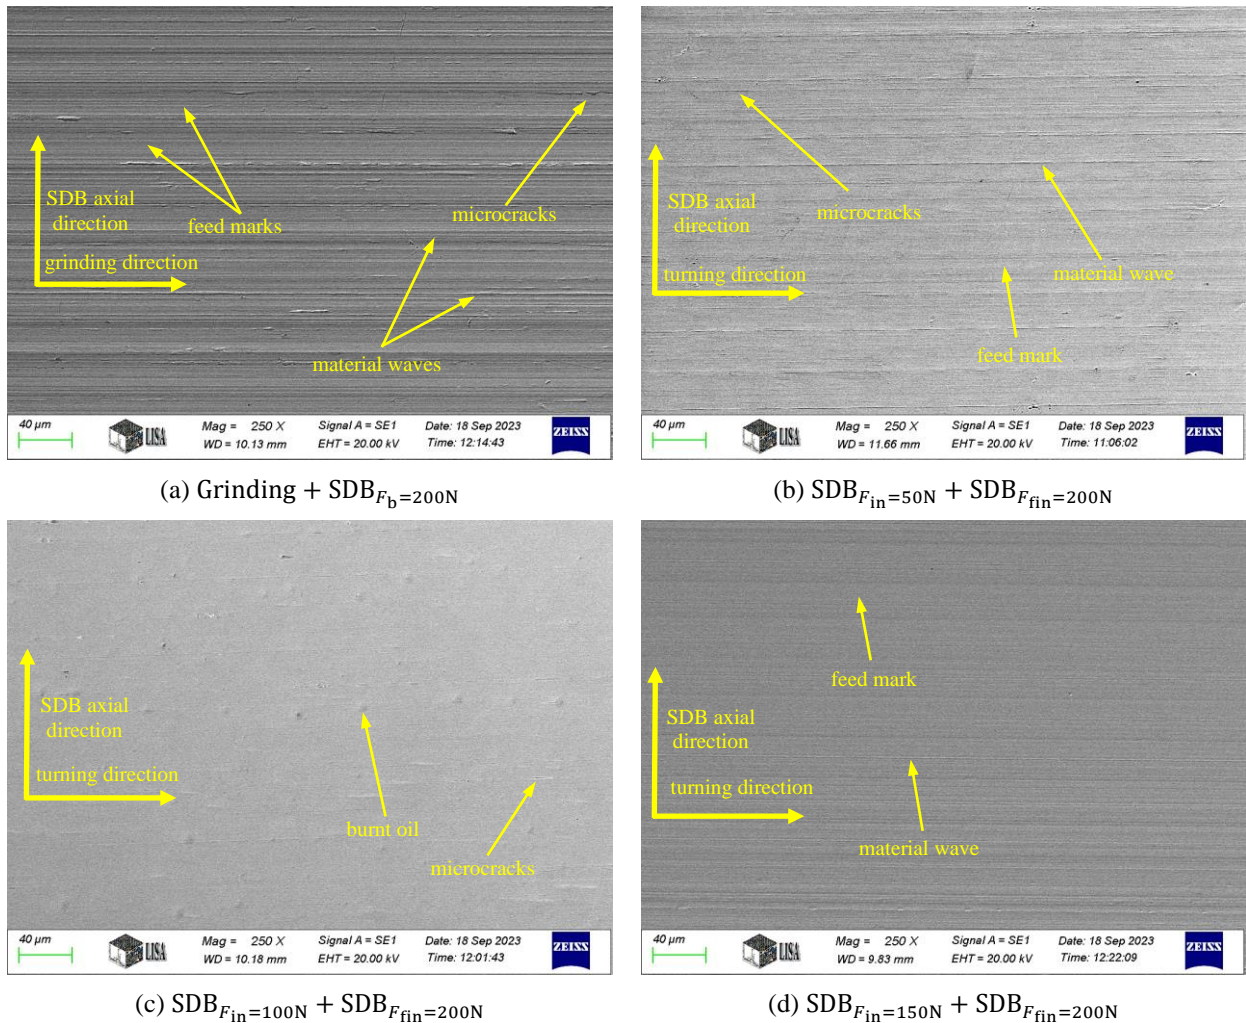 SDB axial
direction
grinding direction
feed marks
microcracks
material waves
40 µm
LISA
Mag = 250 X
WD = 10.13 mm
Signal A = SE1
EHT = 20.00 kV
Date: 18 Sep 2023
Time: 12:14:43
ZEISS
(a) Grinding + SDB_{F_b=200N}
SDB axial
direction
turning direction
microcracks
material wave
feed mark
40 µm
LISA
Mag = 250 X
WD = 11.66 mm
Signal A = SE1
EHT = 20.00 kV
Date: 18 Sep 2023
Time: 11:06:02
ZEISS
(b) SDB_{F_in=50N} + SDB_{F_fin=200N}
SDB axial
direction
turning direction
burnt oil
microcracks
40 µm
LISA
Mag = 250 X
WD = 10.18 mm
Signal A = SE1
EHT = 20.00 kV
Date: 18 Sep 2023
Time: 12:01:43
ZEISS
(c) SDB_{F_in=100N} + SDB_{F_fin=200N}
feed mark
SDB axial
direction
turning direction
material wave
40 µm
LISA
Mag = 250 X
WD = 9.83 mm
Signal A = SE1
EHT = 20.00 kV
Date: 18 Sep 2023
Time: 12:22:09
ZEISS
(d) SDB_{F_in=150N} + SDB_{F_fin=200N}